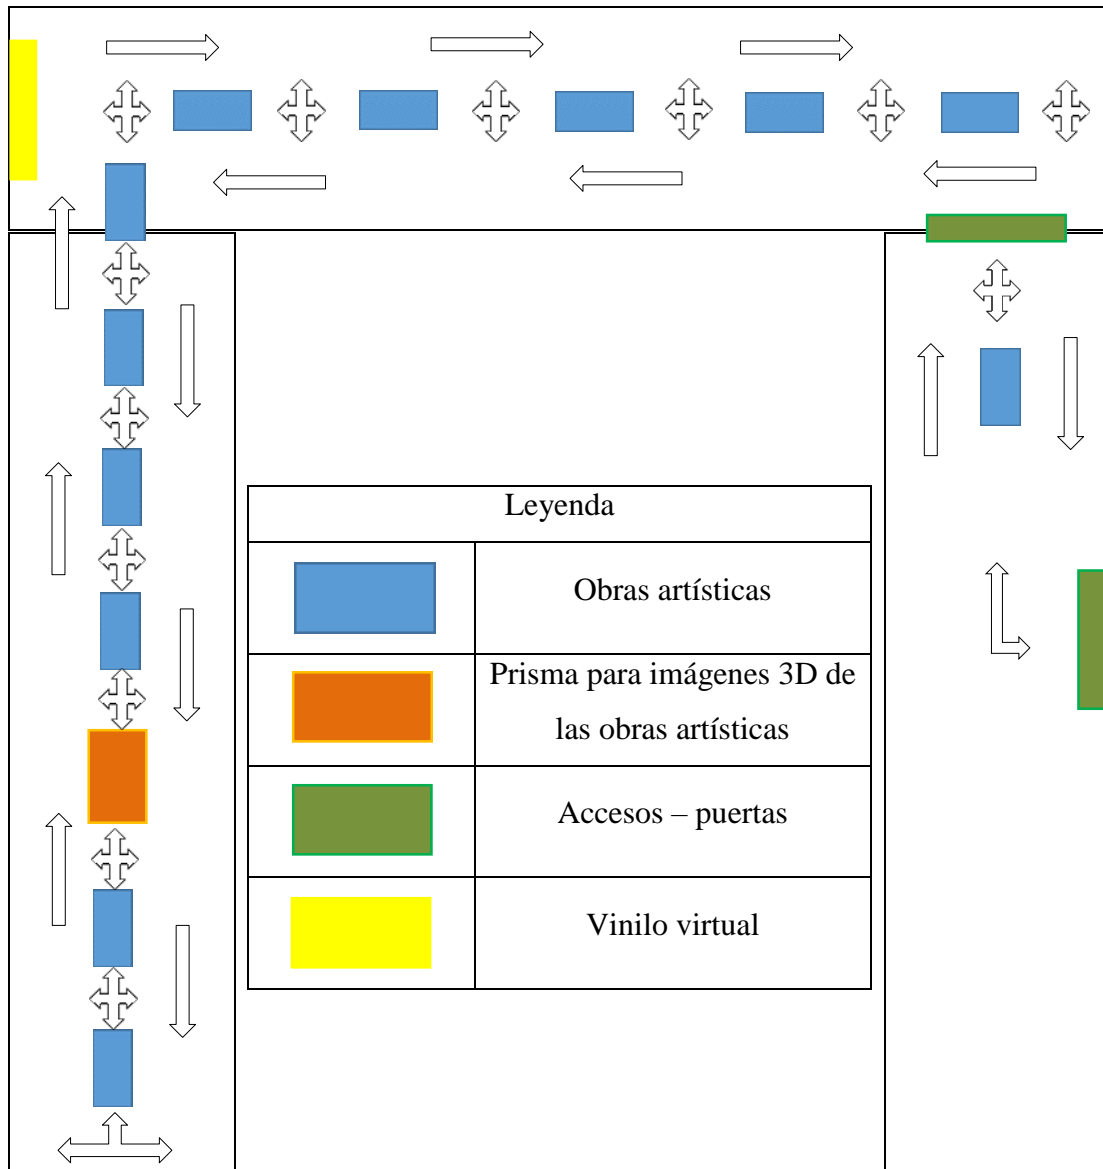 Leyenda
Obras artísticas
Prisma para imágenes 3D de
las obras artísticas
Accesos – puertas
Vinilo virtual